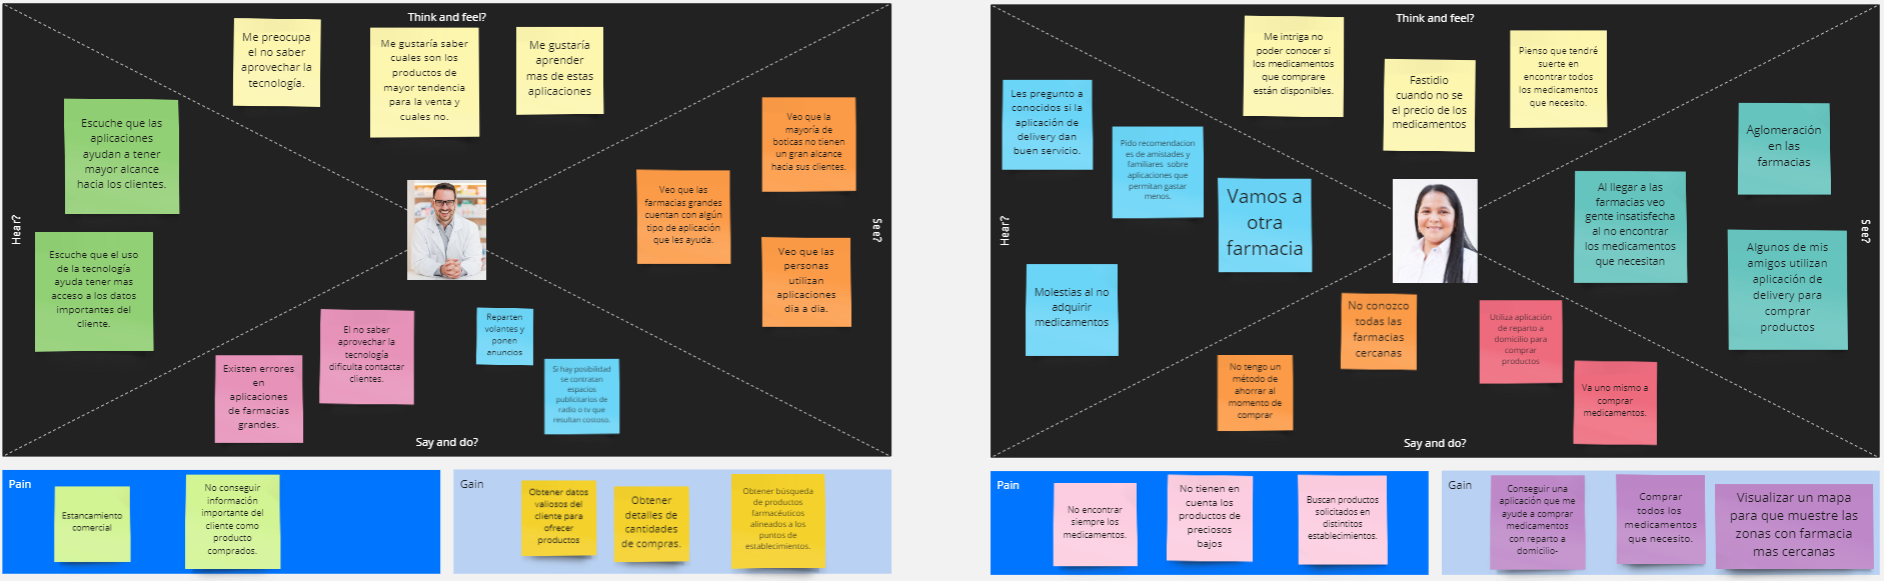 Think and feel?
Me preocupa
el no saber
aprovechar la
tecnología.
Me gustaría saber
cuales son los
productos de
mayor tendencia
para la venta y
cuales no.
Me gustaría
aprender
mas de estas
aplicaciones
Hear?
Escuche que las
aplicaciones
ayudan a tener
mayor alcance
hacia los clientes.
Escuche que el uso
de la tecnología
ayuda tener mas
acceso a los datos
importantes del
cliente.
See?
Veo que la
mayoría de
boticas no tienen
un gran alcance
hacia sus clientes.
Veo que las
farmacias grandes
cuentan con algún
tipo de aplicación
que les ayuda.
Veo que las
personas
utilizan
aplicaciones
dia a dia.
Existen errores
en
aplicaciones
de farmacias
grandes.
El no saber
aprovechar la
tecnología
dificulta contactar
clientes.
Reparten
volantes y
ponen
anuncios
Si hay posibilidad
se contratan
espacios
publicitarios de
radio o tv que
resultan costoso.
Say and do?
Pain
Estancamiento
comercial
No conseguir
información
importante del
cliente como
producto
comprados.
Gain
Obtener datos
valiosos del
cliente para
ofrecer
productos
Obtener
detalles de
cantidades
de compras.
Obtener búsqueda
de productos
farmacéuticos
alineados a los
puntos de
establecimientos.
Think and feel?
Me intriga no
poder conocer si
los medicamentos
que comprare
están disponibles.
Fastidio
cuando no se
el precio de los
medicamentos
Pienso que tendré
suerte en
encontrar todos
los medicamentos
que necesito.
Hear?
Les pregunto a
conocidos si la
aplicación de
delivery dan
buen servicio.
Pido recomendacion
es de amistades y
familiares sobre
aplicaciones que
permitan gastar
menos.
Vamos a
otra
farmacia
Molestias al no
adquirir
medicamentos
See?
Aglomeración
en las
farmacias
Al llegar a las
farmacias veo
gente insatisfecha
al no encontrar
los medicamentos
que necesitan
Algunos de mis
amigos utilizan
aplicación de
delivery para
comprar
productos
No conozco
todas las
farmacias
cercanas
No tengo un
método de
ahorrar al
momento de
comprar
Utiliza aplicación
de reparto a
domicilio para
comprar
productos
Va uno mismo a
comprar
medicamentos.
Say and do?
Pain
No encontrar
siempre los
medicamentos.
No tienen en
cuenta los
productos de
preciosos
bajos
Buscan productos
solicitados en
distintitos
establecimientos.
Gain
Conseguir una
aplicación que me
ayude a comprar
medicamentos
con reparto a
domicilio-
Comprar
todos los
medicamentos
que necesito.
Visualizar un mapa
para que muestre las
zonas con farmacia
mas cercanas